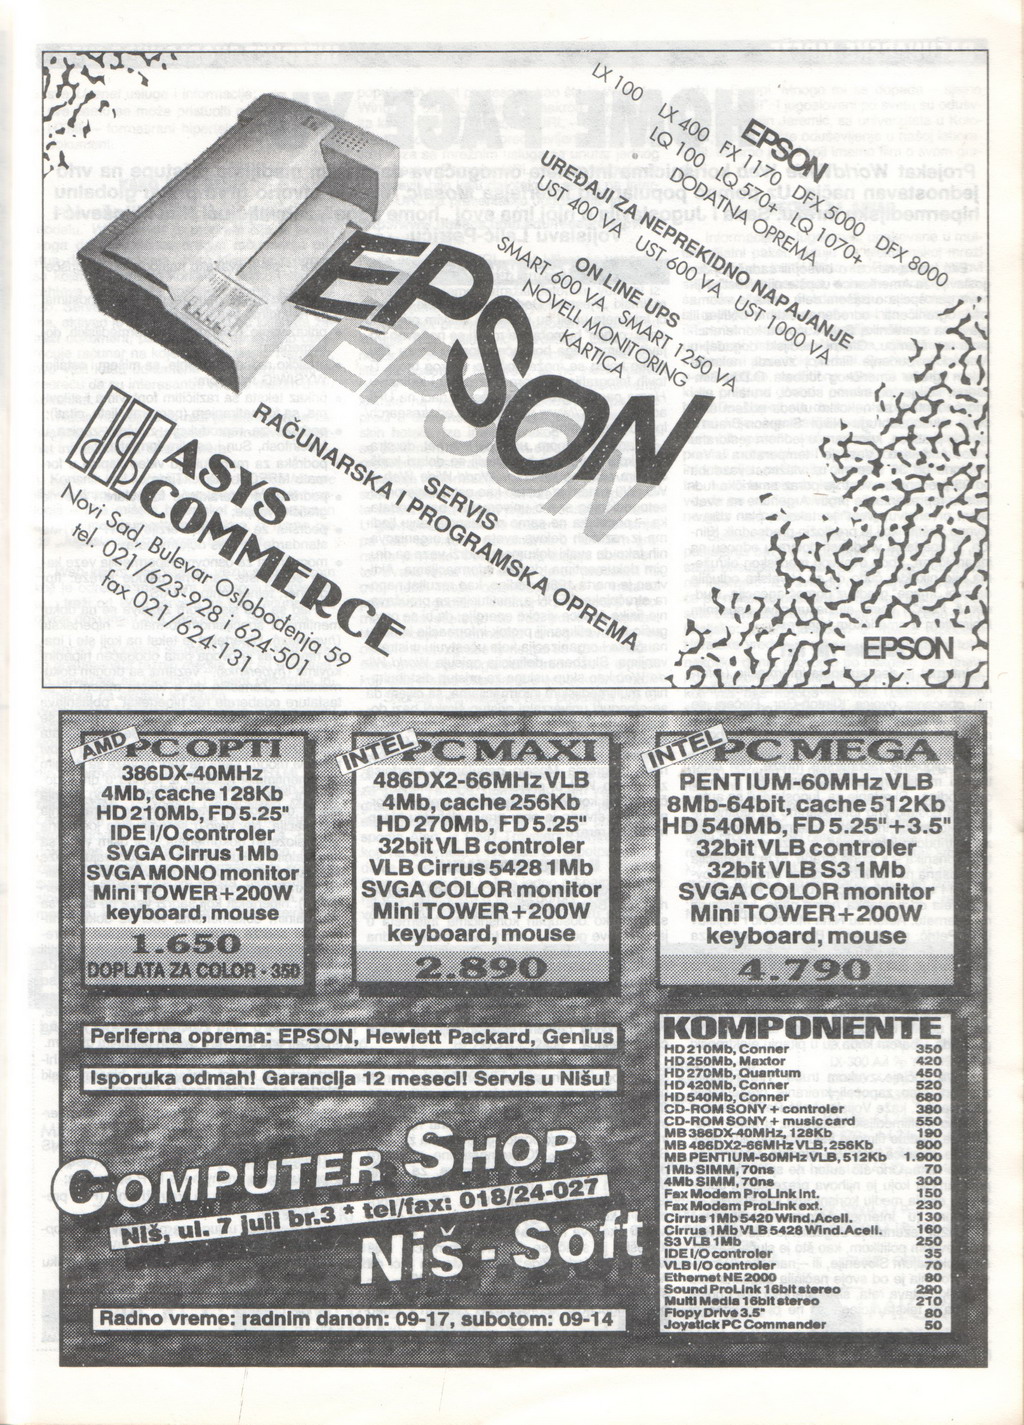 EPSON
LX 100 LX 400 FX 1170 DFX 5000 DFX 8000
LQ 100 LQ 570+ LQ 1070+
DODATNA OPREMA
UREĐAJI ZA NEPREKIDNO NAPAJANJE
UST 400 VA UST 600 VA UST 1000 VA
ON LINE UPS
SMART 600 VA SMART 1250 VA
NOVELL MONITORING
KARTICA
EPSON
EPSON
SERVIS
RAČUNARSKA I PROGRAMSKA OPREMA
ASYS
COMMERCE
Novi Sad, Bulevar Oslobođenja 59
tel. 021/623-928 i 624-501
fax 021/624-131
EPSON
AMD
PC OPTI
386DX-40MHz
4Mb, cache 128Kb
HD 210Mb, FD 5.25"
IDE I/O controler
SVGA Cirrus 1Mb
SVGA MONO monitor
Mini TOWER+200W
keyboard, mouse
1.650
DOPLATA ZA COLOR - 350
INTEL
PC MAXI
486DX2-66MHz VLB
4Mb, cache 256Kb
HD 270Mb, FD 5.25"
32bit VLB controler
VLB Cirrus 5428 1Mb
SVGA COLOR monitor
Mini TOWER+200W
keyboard, mouse
2.890
INTEL
PC MEGA
PENTIUM-60MHz VLB
8Mb-64bit, cache 512Kb
HD 540Mb, FD 5.25"+3.5"
32bit VLB controler
32bit VLB S3 1Mb
SVGA COLOR monitor
Mini TOWER+200W
keyboard, mouse
4.790
Periferna oprema: EPSON, Hewlett Packard, Genius
Isporuka odmah! Garancija 12 meseci! Servis u Nišu!
COMPUTER SHOP
Niš, ul. 7 juli br.3 * tel/fax: 018/24-027
Niš - Soft
Radno vreme: radnim danom: 09-17, subotom: 09-14
KOMPONENTE
HD 210Mb, Conner 350
HD 250Mb, Maxtor 420
HD 270Mb, Quantum 450
HD 420Mb, Conner 520
HD 540Mb, Conner 680
CD-ROM SONY + controler 380
CD-ROM SONY + music card 550
MB 386DX-40MHz, 128Kb 190
MB 486DX2-66MHz VLB, 256Kb 800
MB PENTIUM-60MHz VLB, 512Kb 1.900
1Mb SIMM, 70ns 70
4Mb SIMM, 70ns 300
Fax Modem ProLink int. 150
Fax Modem ProLink ext. 230
Cirrus 1Mb 5420 Wind.Acell. 130
Cirrus 1Mb VLB 5428 Wind.Acell. 160
S3 VLB 1Mb 250
IDE I/O controler 35
VLB I/O controler 70
Ethernet NE 2000 80
Sound ProLink 16bit stereo 290
Multi Media 16bit stereo 210
Flopy Drive 3.5" 80
Joystick PC Commander 50